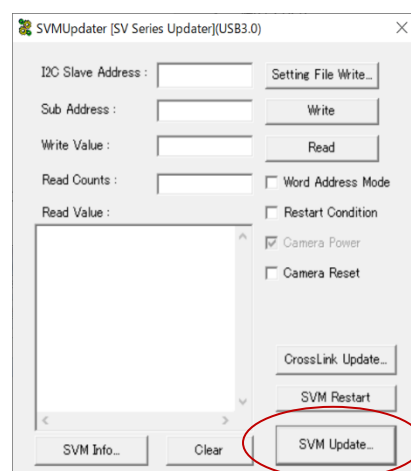 SVMUpdater [SV Series Updater](USB3.0)
I2C Slave Address :
Setting File Write...
Sub Address :
Write
Write Value :
Read
Read Counts :
Word Address Mode
Read Value :
Restart Condition
Camera Power
Camera Reset
CrossLink Update...
SVM Restart
SVM Info...
Clear
SVM Update...